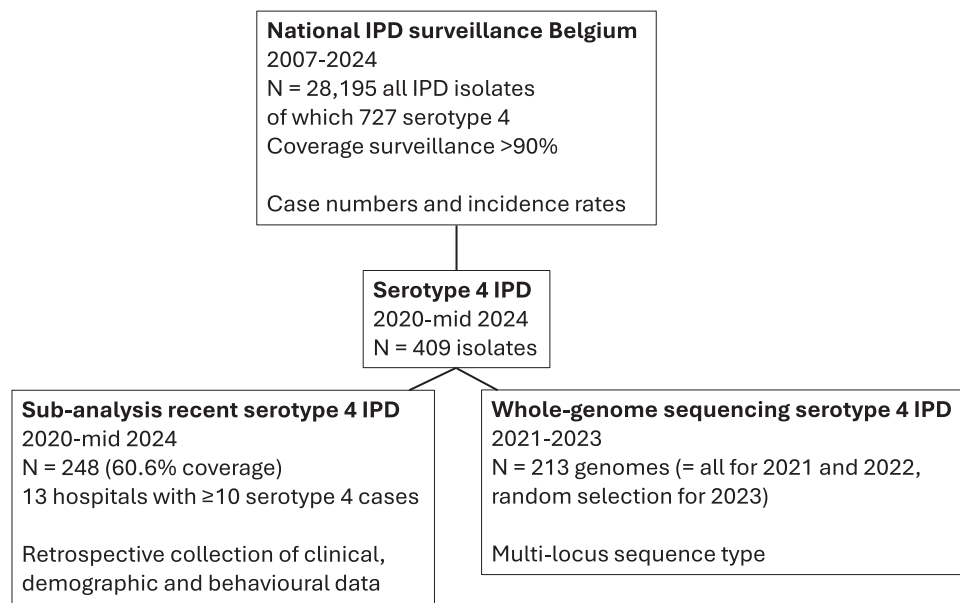 National IPD surveillance Belgium
2007-2024
N = 28,195 all IPD isolates
of which 727 serotype 4
Coverage surveillance >90%
Case numbers and incidence rates
Serotype 4 IPD
2020-mid 2024
N = 409 isolates
Sub-analysis recent serotype 4 IPD
2020-mid 2024
N = 248 (60.6% coverage)
13 hospitals with ≥10 serotype 4 cases
Retrospective collection of clinical,
demographic and behavioural data
Whole-genome sequencing serotype 4 IPD
2021-2023
N = 213 genomes (= all for 2021 and 2022,
random selection for 2023)
Multi-locus sequence type